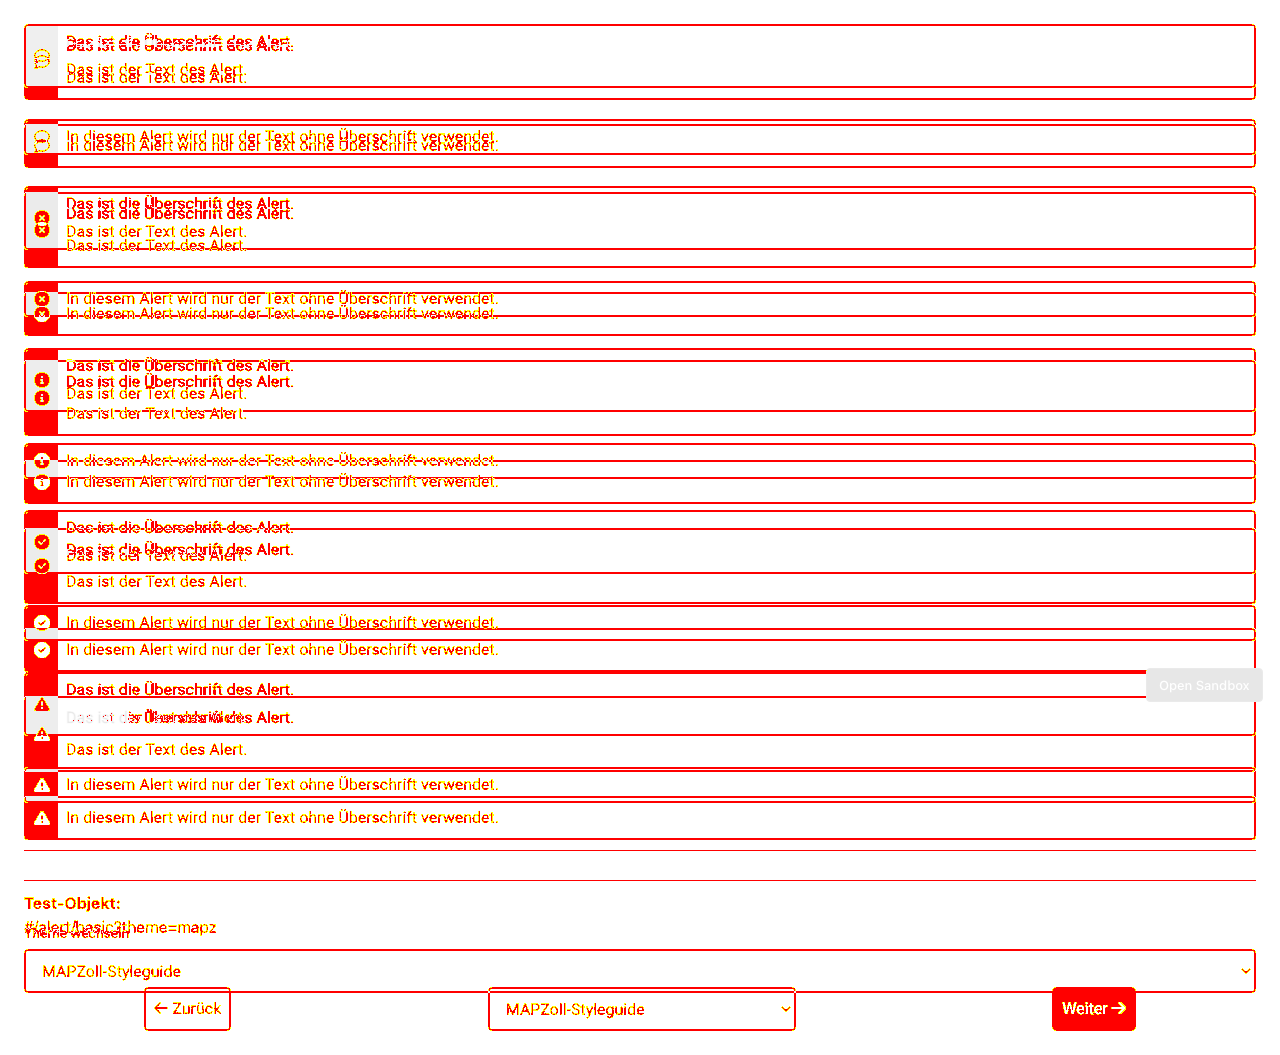 Das ist die Überschrift des Alert.
Das ist die Überschrift des Alert.
Das ist der Text des Alert.
Das ist der Text des Alert.
In diesem Alert wird nur der Text ohne Überschrift verwendet.
In diesem Alert wird nur der Text ohne Überschrift verwendet.
Das ist die Überschrift des Alert.
Das ist die Überschrift des Alert.
Das ist der Text des Alert.
Das ist der Text des Alert.
In diesem Alert wird nur der Text ohne Überschrift verwendet.
In diesem Alert wird nur der Text ohne Überschrift verwendet.
Das ist die Überschrift des Alert.
Das ist die Überschrift des Alert.
Das ist der Text des Alert.
Das ist der Text des Alert.
In diesem Alert wird nur der Text ohne Überschrift verwendet.
In diesem Alert wird nur der Text ohne Überschrift verwendet.
Das ist die Überschrift des Alert.
Das ist die Überschrift des Alert.
Das ist der Text des Alert.
Das ist der Text des Alert.
In diesem Alert wird nur der Text ohne Überschrift verwendet.
In diesem Alert wird nur der Text ohne Überschrift verwendet.
Open Sandbox
Das ist die Überschrift des Alert.
Das ist die Überschrift des Alert.
Das ist der Text des Alert.
In diesem Alert wird nur der Text ohne Überschrift verwendet.
In diesem Alert wird nur der Text ohne Überschrift verwendet.
Test-Objekt:
#/alert/basic?theme=mapz
Theme wechseln
MAPZoll-Styleguide
← Zurück
MAPZoll-Styleguide
Weiter →